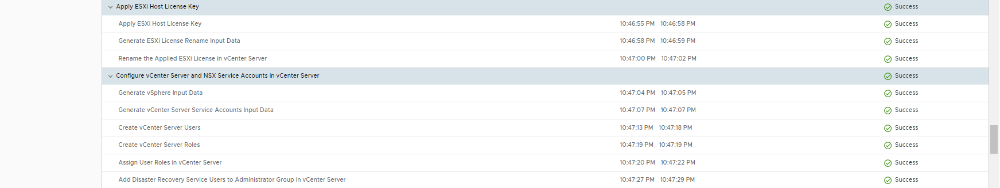 Apply ESXi Host License Key Success
Apply ESXi Host License Key 10:46:55 PM 10:46:58 PM Success
Generate ESXi License Rename Input Data 10:46:58 PM 10:46:59 PM Success
Rename the Applied ESXi License in vCenter Server 10:47:00 PM 10:47:02 PM Success
Configure vCenter Server and NSX Service Accounts in vCenter Server Success
Generate vSphere Input Data 10:47:04 PM 10:47:05 PM Success
Generate vCenter Server Service Accounts Input Data 10:47:07 PM 10:47:07 PM Success
Create vCenter Server Users 10:47:13 PM 10:47:18 PM Success
Create vCenter Server Roles 10:47:19 PM 10:47:19 PM Success
Assign User Roles in vCenter Server 10:47:20 PM 10:47:22 PM Success
Add Disaster Recovery Service Users to Administrator Group in vCenter Server 10:47:27 PM 10:47:29 PM Success